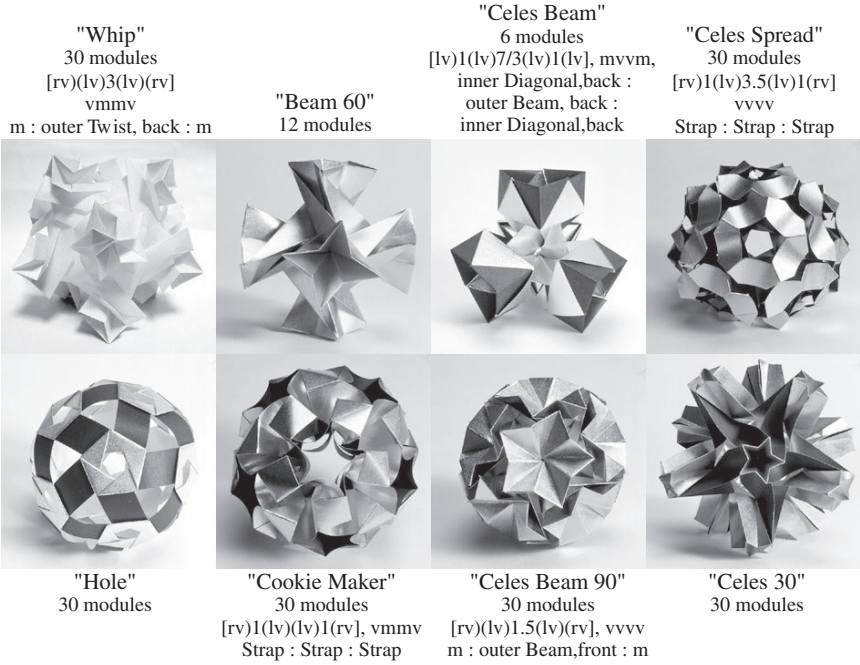 "Whip"
30 modules
[rv)(lv)3(lv)(rv]
vmmv
m : outer Twist, back : m
"Beam 60"
12 modules
"Celes Beam"
6 modules
[lv)1(lv)7/3(lv)1(lv], mvvm,
inner Diagonal,back :
outer Beam, back :
inner Diagonal,back
"Celes Spread"
30 modules
[rv)1(lv)3.5(lv)1(rv]
vvvv
Strap : Strap : Strap
"Hole"
30 modules
"Cookie Maker"
30 modules
[rv)1(lv)(lv)1(rv], vmmv
Strap : Strap : Strap
"Celes Beam 90"
30 modules
[rv)(lv)1.5(lv)(rv], vvvv
m : outer Beam,front : m
"Celes 30"
30 modules